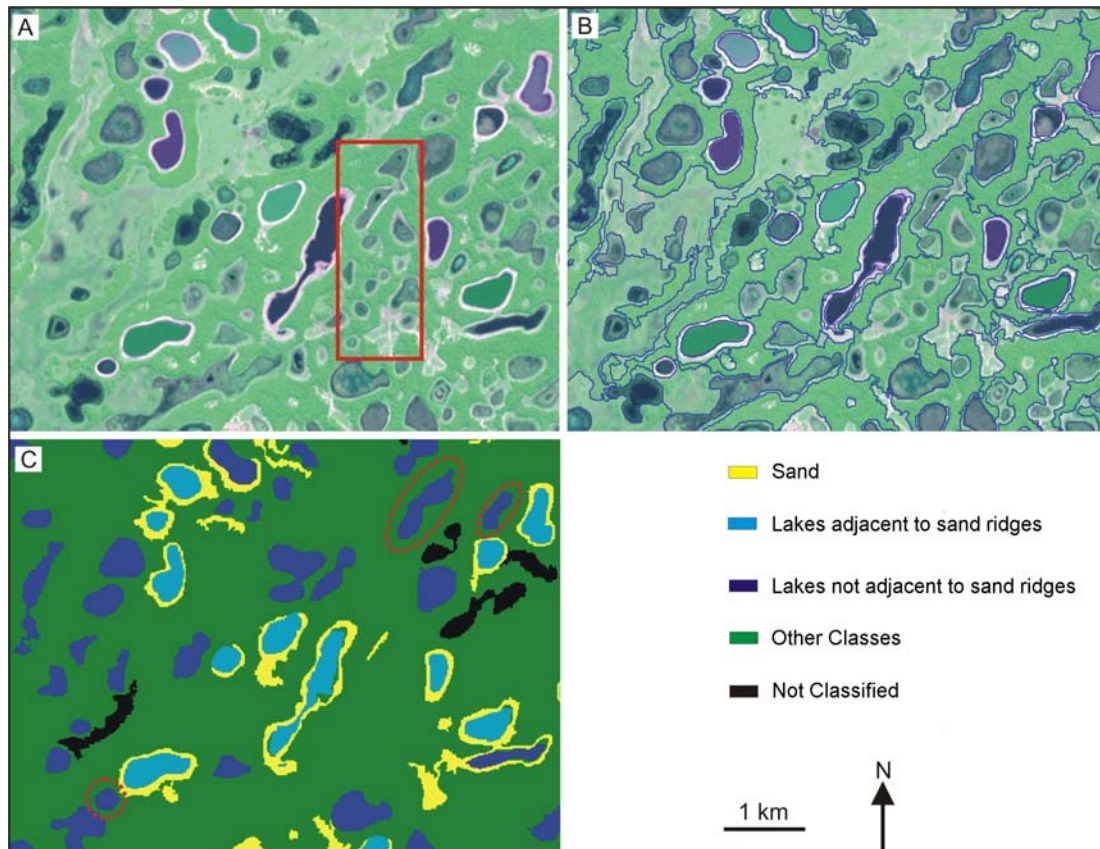 A
B
C
Sand
Lakes adjacent to sand ridges
Lakes not adjacent to sand ridges
Other Classes
Not Classified
N
1 km